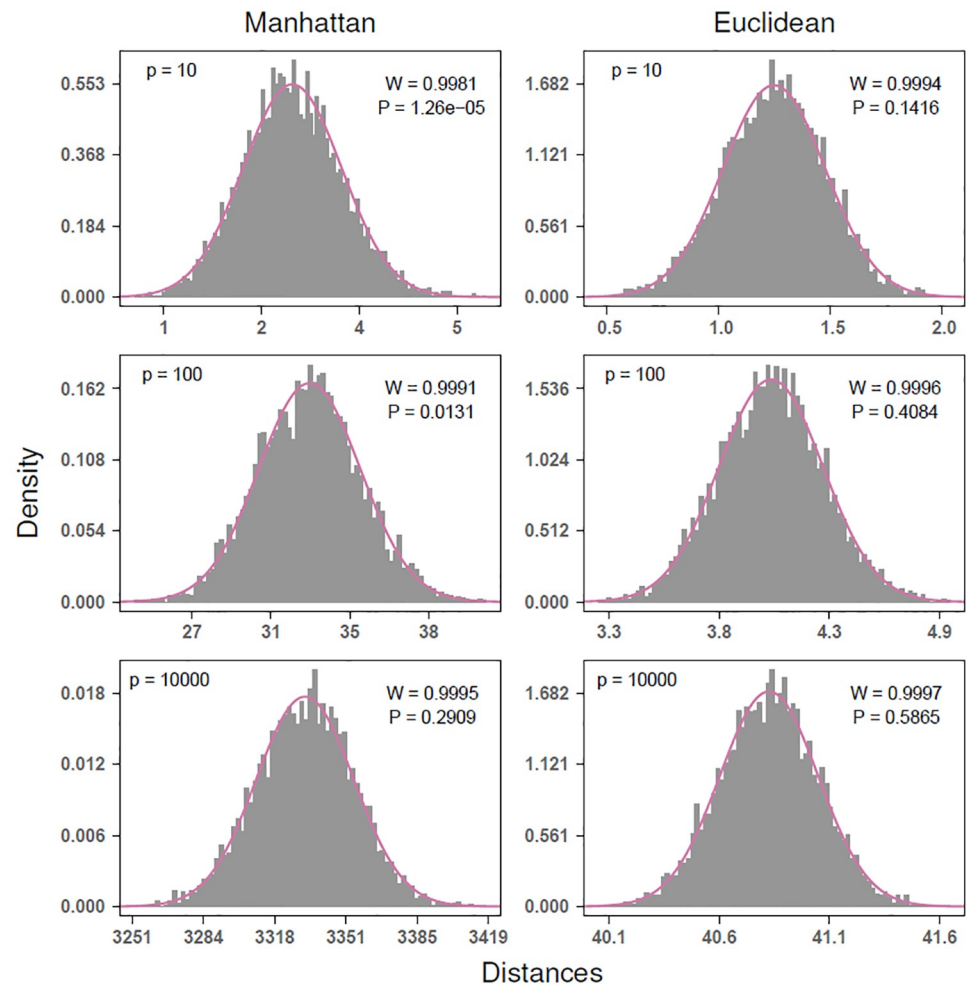 Manhattan
Euclidean
p = 10
W = 0.9981
P = 1.26e−05
0.553
0.368
0.184
0.000
1 2 4 5
p = 10
W = 0.9994
P = 0.1416
1.682
1.121
0.561
0.000
0.5 1.0 1.5 2.0
p = 100
W = 0.9991
P = 0.0131
0.162
0.108
0.054
0.000
27 31 35 38
p = 100
W = 0.9996
P = 0.4084
1.536
1.024
0.512
0.000
3.3 3.8 4.3 4.9
Density
p = 10000
W = 0.9995
P = 0.2909
0.018
0.012
0.006
0.000
3251 3284 3318 3351 3385 3419
p = 10000
W = 0.9997
P = 0.5865
1.682
1.121
0.561
0.000
40.1 40.6 41.1 41.6
Distances